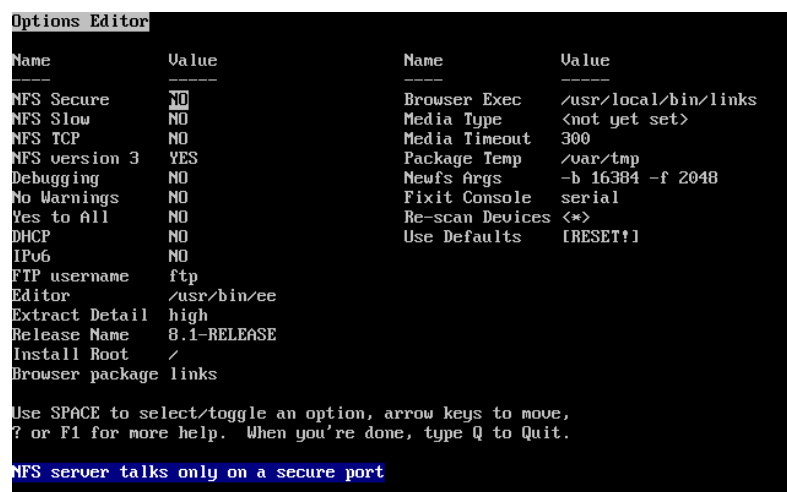 Options Editor
Name Value Name Value
---- ----- ---- -----
NFS Secure NO Browser Exec /usr/local/bin/links
NFS Slow NO Media Type <not yet set>
NFS TCP NO Media Timeout 300
NFS version 3 YES Package Temp /var/tmp
Debugging NO Newfs Args -b 16384 -f 2048
No Warnings NO Fixit Console serial
Yes to All NO Re-scan Devices <*>
DHCP NO Use Defaults [RESET!]
IPv6 NO
FTP username ftp
Editor /usr/bin/ee
Extract Detail high
Release Name 8.1-RELEASE
Install Root /
Browser package links
Use SPACE to select/toggle an option, arrow keys to move,
? or F1 for more help. When you're done, type Q to Quit.
NFS server talks only on a secure port